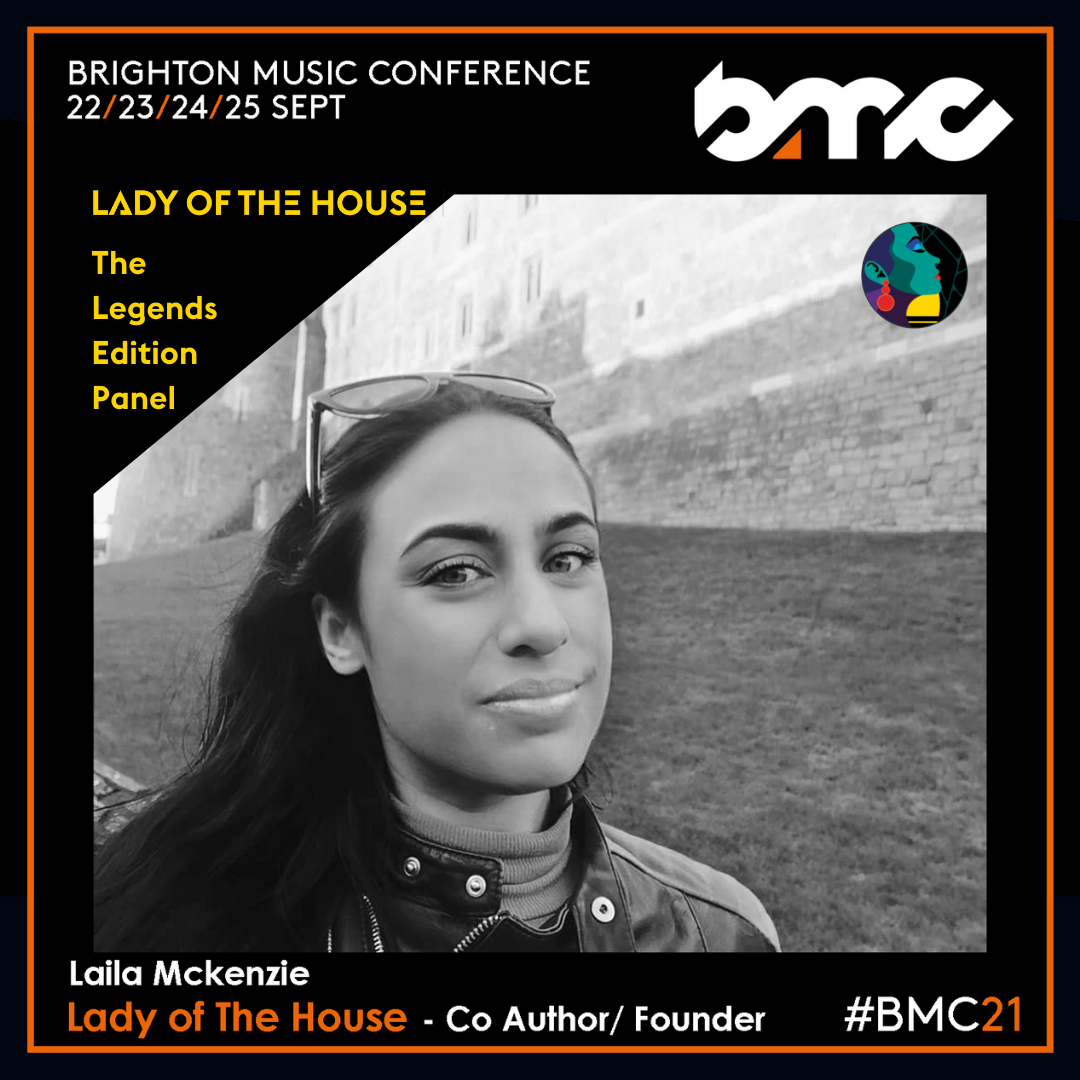 BRIGHTON MUSIC CONFERENCE
22/23/24/25 SEPT
bmc
LADY OF THE HOUSE
The
Legends
Edition
Panel
Laila Mckenzie
Lady of The House - Co Author/ Founder
#BMC21